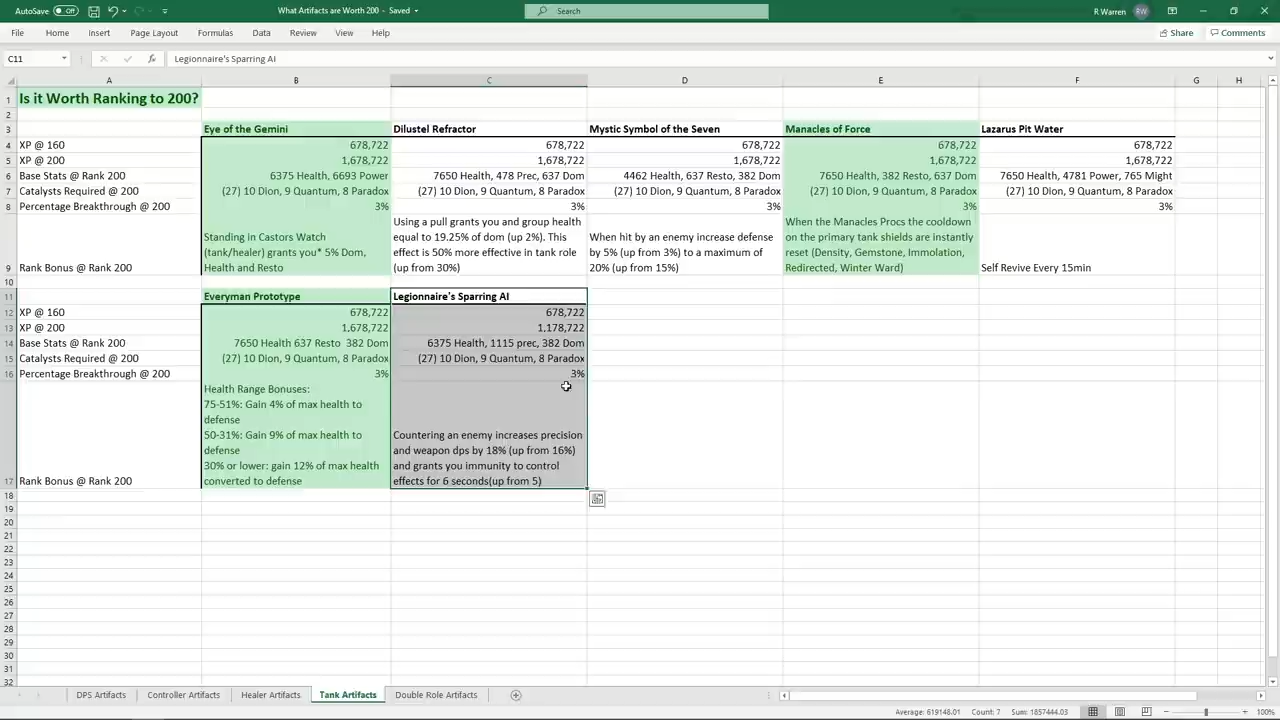 AutoSave Off What Artifacts are Worth 200 - Saved Search R Warren RW
File Home Insert Page Layout Formulas Data Review View Help Share Comments
C11 fx Legionnaire's Sparring AI
A B C D E F G H
1 Is it Worth Ranking to 200?
2
3 Eye of the Gemini Dilustel Refractor Mystic Symbol of the Seven Manacles of Force Lazarus Pit Water
4 XP @ 160 678,722 678,722 678,722 678,722 678,722
5 XP @ 200 1,678,722 1,678,722 1,678,722 1,678,722 1,678,722
6 Base Stats @ Rank 200 6375 Health, 6693 Power 7650 Health, 478 Prec, 637 Dom 4462 Health, 637 Resto, 382 Dom 7650 Health, 382 Resto, 637 Dom 7650 Health, 4781 Power, 765 Might
7 Catalysts Required @ 200 (27) 10 Dion, 9 Quantum, 8 Paradox (27) 10 Dion, 9 Quantum, 8 Paradox (27) 10 Dion, 9 Quantum, 8 Paradox (27) 10 Dion, 9 Quantum, 8 Paradox (27) 10 Dion, 9 Quantum, 8 Paradox
8 Percentage Breakthrough @ 200 3% 3% 3% 3% 3%
Using a pull grants you and group health When the Manacles Procs the cooldown
Standing in Castors Watch equal to 19.25% of dom (up 2%). This When hit by an enemy increase defense on the primary tank shields are instantly
(tank/healer) grants you* 5% Dom, effect is 50% more effective in tank role by 5% (up from 3%) to a maximum of reset (Density, Gemstone, Immolation,
9 Rank Bonus @ Rank 200 Health and Resto (up from 30%) 20% (up from 15%) Redirected, Winter Ward) Self Revive Every 15min
10
11 Everyman Prototype Legionnaire's Sparring AI
12 XP @ 160 678,722 678,722
13 XP @ 200 1,678,722 1,178,722
14 Base Stats @ Rank 200 7650 Health 637 Resto 382 Dom 6375 Health, 1115 prec, 382 Dom
15 Catalysts Required @ 200 (27) 10 Dion, 9 Quantum, 8 Paradox (27) 10 Dion, 9 Quantum, 8 Paradox
16 Percentage Breakthrough @ 200 3% 3%
Health Range Bonuses:
75-51%: Gain 4% of max health to
defense
50-31%: Gain 9% of max health to Countering an enemy increases precision
defense and weapon dps by 18% (up from 16%)
30% or lower: gain 12% of max health and grants you immunity to control
17 Rank Bonus @ Rank 200 converted to defense effects for 6 seconds(up from 5)
18
19
20
21
22
23
24
25
26
27
28
29
30
31
32
DPS Artifacts Controller Artifacts Healer Artifacts Tank Artifacts Double Role Artifacts
Average: 619148.01 Count: 7 Sum: 1857444.03 100%